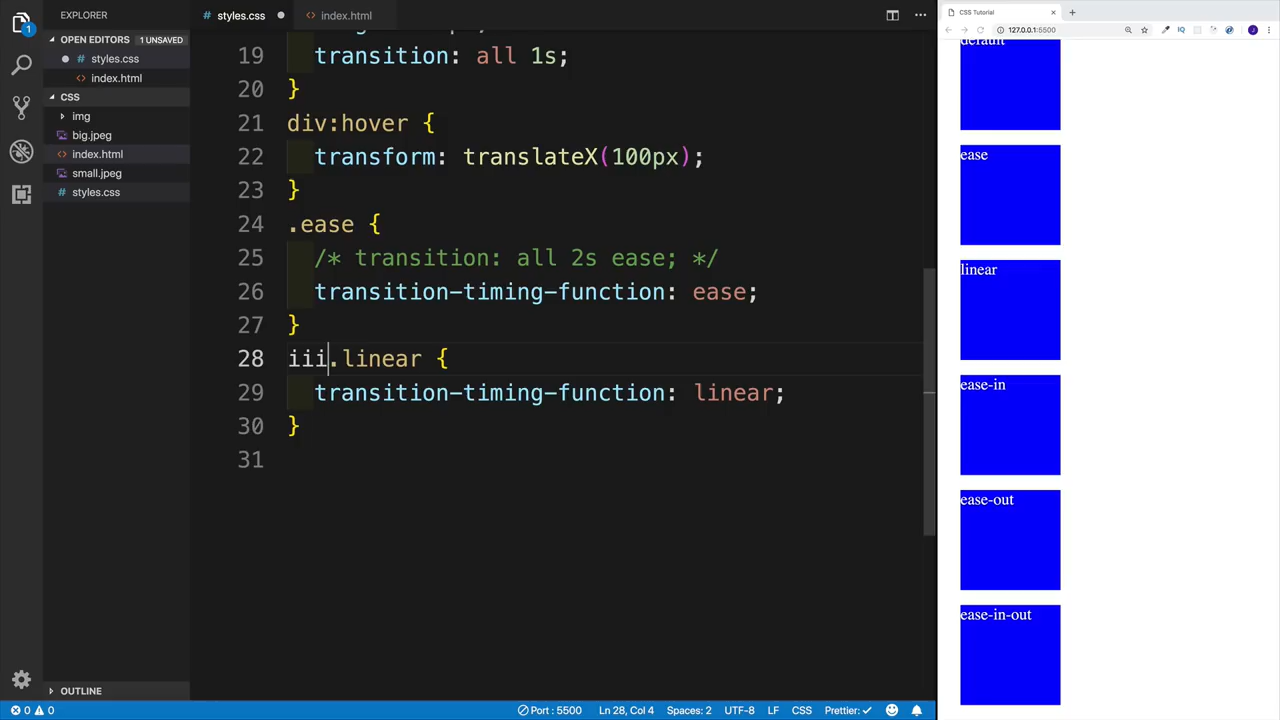 EXPLORER
OPEN EDITORS 1 UNSAVED
styles.css
index.html
CSS
img
big.jpeg
index.html
small.jpeg
styles.css
OUTLINE
styles.css
index.html
19 transition: all 1s;
20 }
21 div:hover {
22 transform: translateX(100px);
23 }
24 .ease {
25 /* transition: all 2s ease; */
26 transition-timing-function: ease;
27 }
28 iii.linear {
29 transition-timing-function: linear;
30 }
31
0 0 Port : 5500 Ln 28, Col 4 Spaces: 2 UTF-8 LF CSS Prettier: ✓
CSS Tutorial
127.0.0.1:5500
default
ease
linear
ease-in
ease-out
ease-in-out